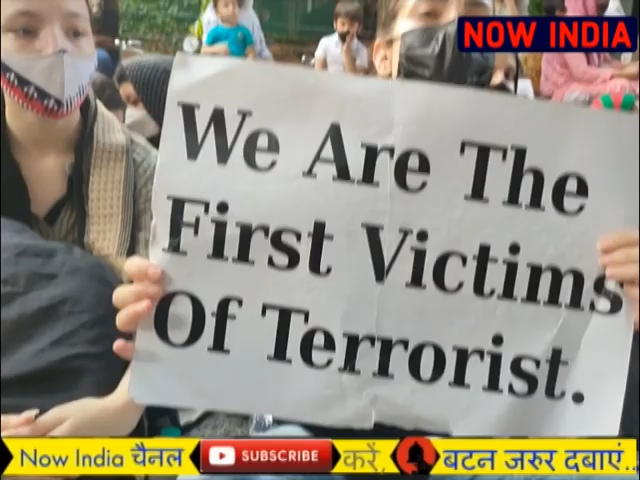 NOW INDIA
We Are The
First Victims
Of Terrorist.
Now India चैनल SUBSCRIBE करें, बटन जरुर दबाएं..